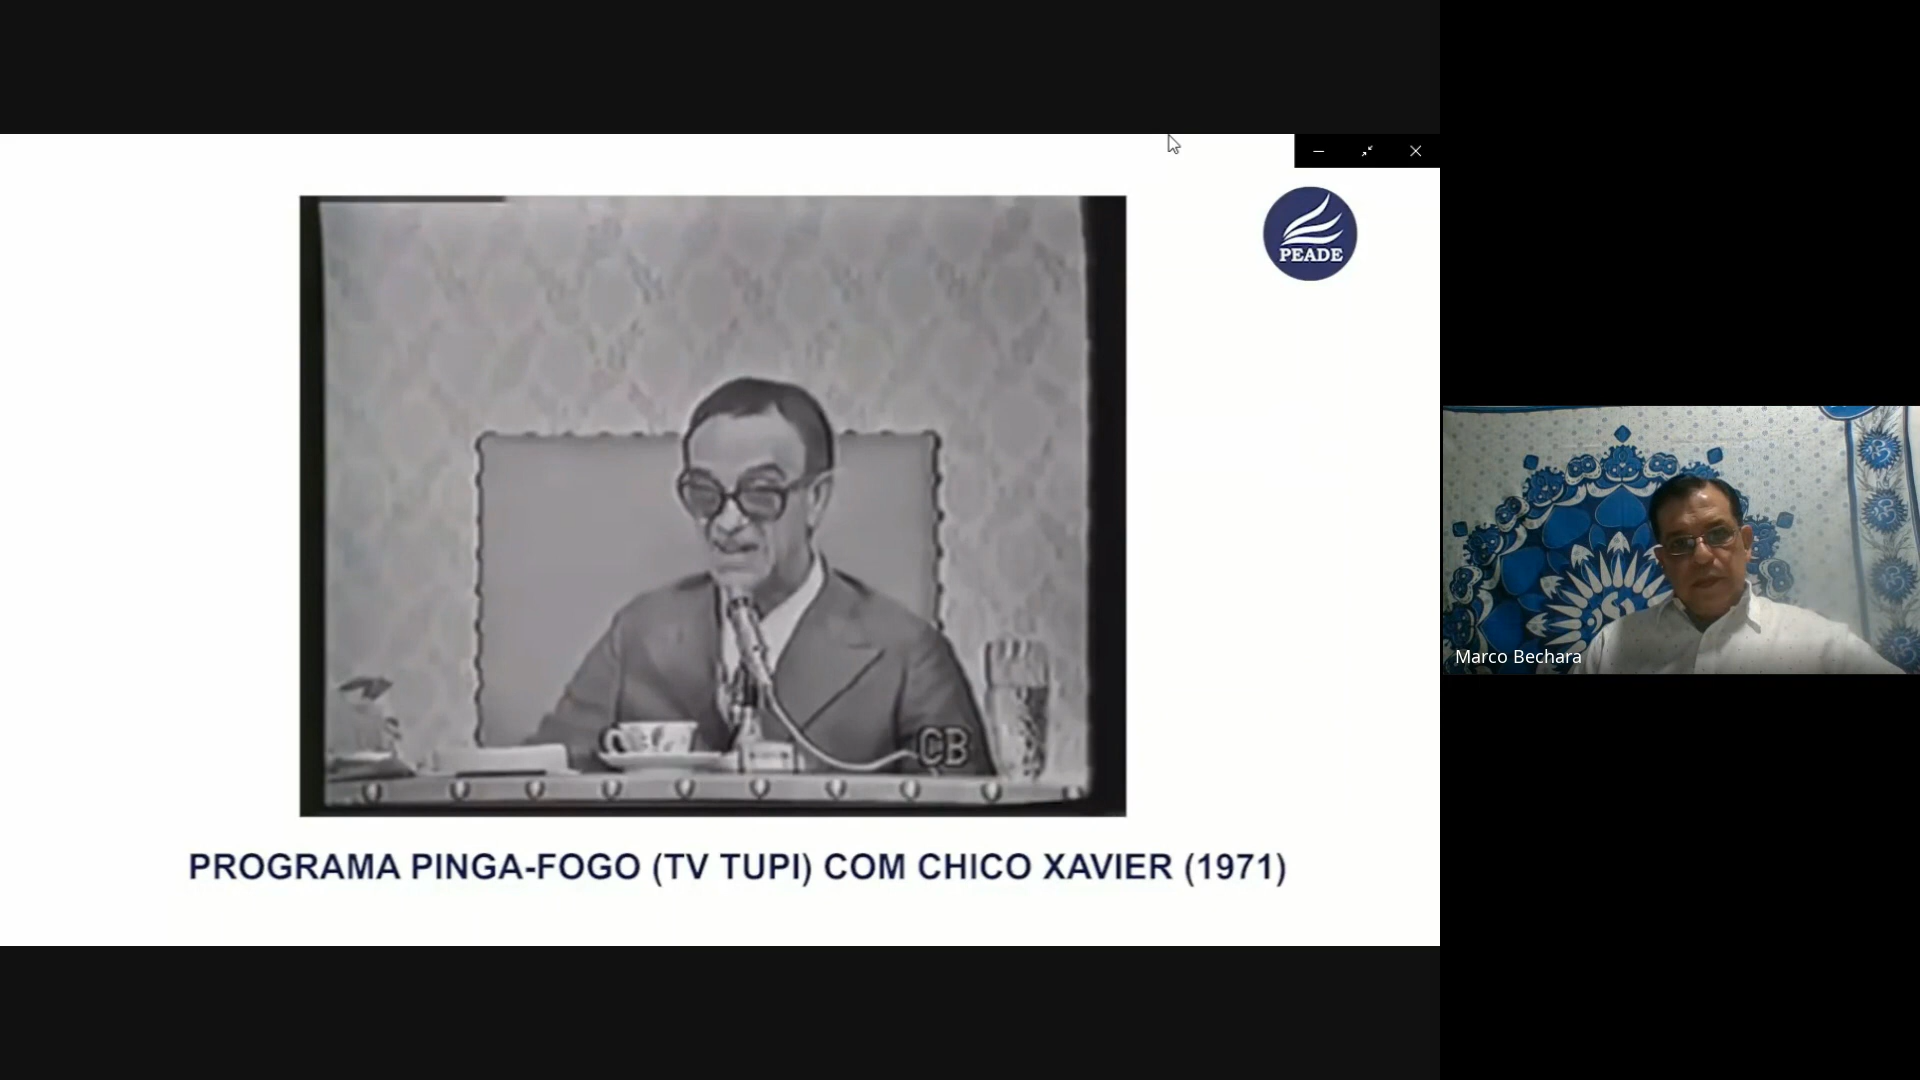 PEADE
CB
PROGRAMA PINGA-FOGO (TV TUPI) COM CHICO XAVIER (1971)
Marco Bechara